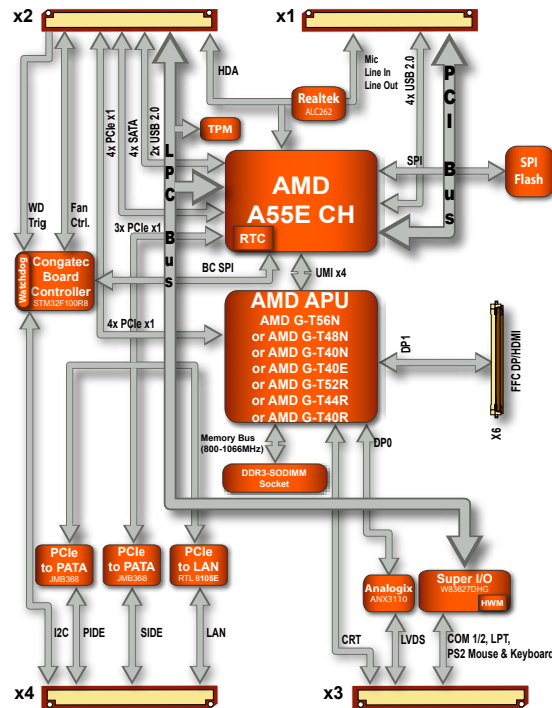 x2
x1
HDA
Mic
Line In
Line Out
Realtek
ALC262
4x USB 2.0
PCI Bus
4x PCIe x1
4x SATA
2x USB 2.0
TPM
LPC Bus
AMD
A55E CH
RTC
SPI
SPI
Flash
WD
Trig
Fan
Ctrl.
3x PCIe x1
Watchdog
Congatec
Board
Controller
STM32F100R8
BC SPI
UMI x4
4x PCIe x1
AMD APU
AMD G-T56N
or AMD G-T48N
or AMD G-T40N
or AMD G-T40E
or AMD G-T52R
or AMD G-T44R
or AMD G-T40R
DP1
FFC DP/HDMI
X6
Memory Bus
(800-1066MHz)
DP0
DDR3-SODIMM
Socket
PCIe
to PATA
JMB368
PCIe
to PATA
JMB368
PCIe
to LAN
RTL 8105E
Analogix
ANX3110
Super I/O
W83627DHG
HWM
I2C
PIDE
SIDE
LAN
CRT
LVDS
COM 1/2, LPT,
PS2 Mouse & Keyboard
x4
x3